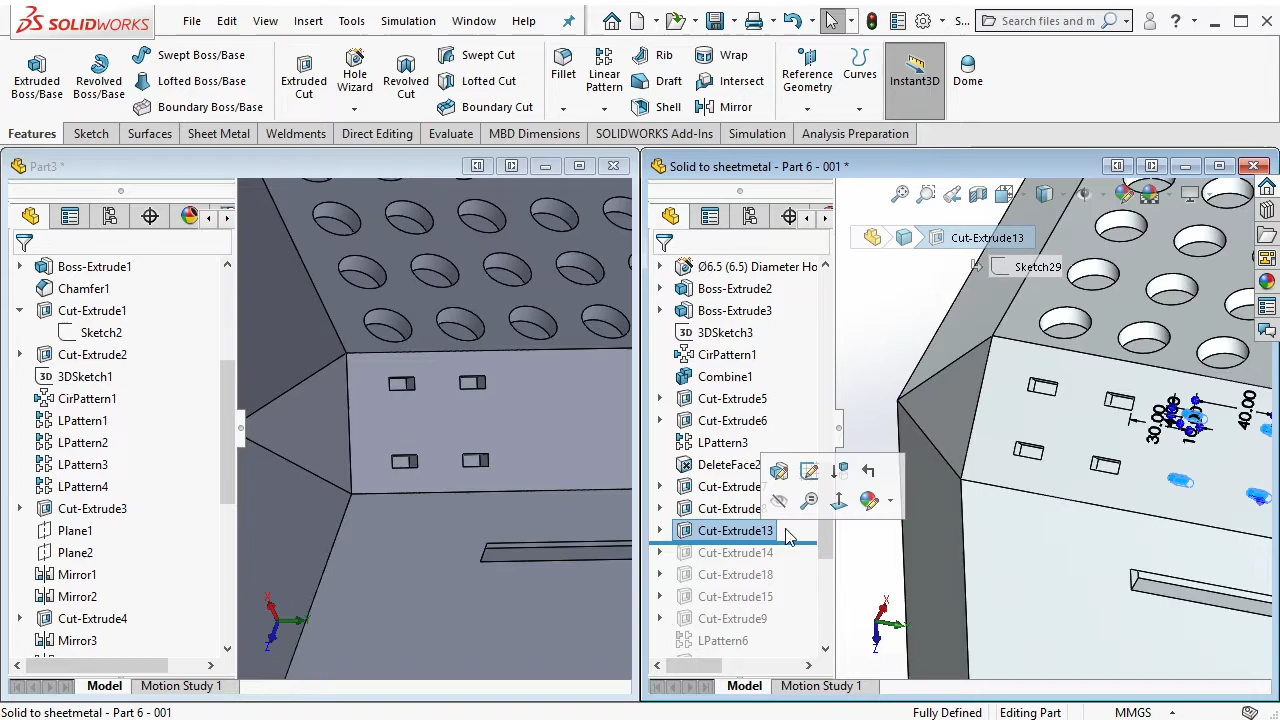 SOLIDWORKS File Edit View Insert Tools Simulation Window Help S... Search files and m ?
Extruded Boss/Base
Revolved Boss/Base
Swept Boss/Base
Lofted Boss/Base
Boundary Boss/Base
Extruded Cut
Hole Wizard
Revolved Cut
Swept Cut
Lofted Cut
Boundary Cut
Fillet
Linear Pattern
Rib
Draft
Shell
Wrap
Intersect
Mirror
Reference Geometry
Curves
Instant3D
Dome
Features Sketch Surfaces Sheet Metal Weldments Direct Editing Evaluate MBD Dimensions SOLIDWORKS Add-Ins Simulation Analysis Preparation
Part3 *
Boss-Extrude1
Chamfer1
Cut-Extrude1
Sketch2
Cut-Extrude2
3D 3DSketch1
CirPattern1
LPattern1
LPattern2
LPattern3
LPattern4
Cut-Extrude3
Plane1
Plane2
Mirror1
Mirror2
Cut-Extrude4
Mirror3
X
Z
Model Motion Study 1
Solid to sheetmetal - Part 6 - 001 *
Ø6.5 (6.5) Diameter Ho
Boss-Extrude2
Boss-Extrude3
3D 3DSketch3
CirPattern1
Combine1
Cut-Extrude5
Cut-Extrude6
LPattern3
DeleteFace2
Cut-Extrude7
Cut-Extrude
Cut-Extrude13
Cut-Extrude14
Cut-Extrude18
Cut-Extrude15
Cut-Extrude9
LPattern6
Cut-Extrude13
Sketch29
30.00
40.00
X
Z
Model Motion Study 1
Solid to sheetmetal - Part 6 - 001 Fully Defined Editing Part MMGS